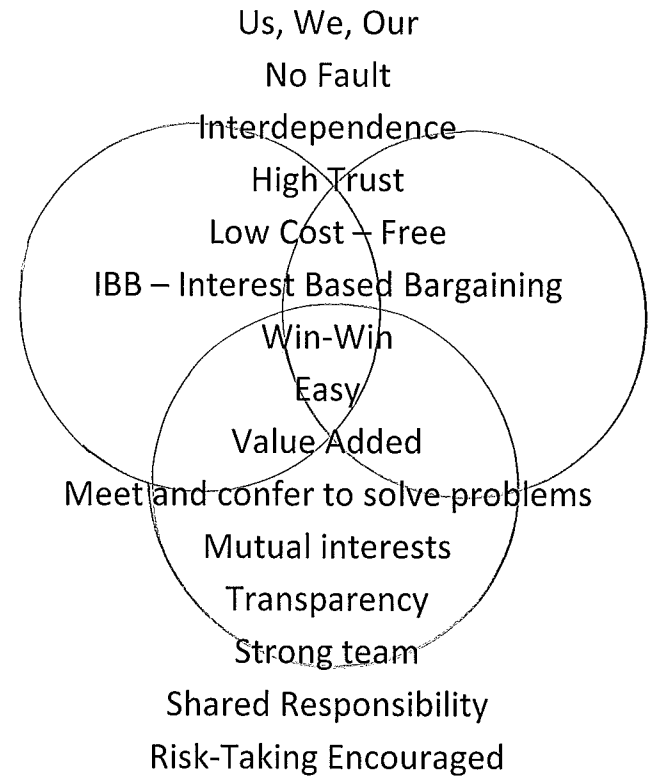 Us, We, Our
No Fault
Interdependence
High Trust
Low Cost – Free
IBB – Interest Based Bargaining
Win-Win
Easy
Value Added
Meet and confer to solve problems
Mutual interests
Transparency
Strong team
Shared Responsibility
Risk-Taking Encouraged